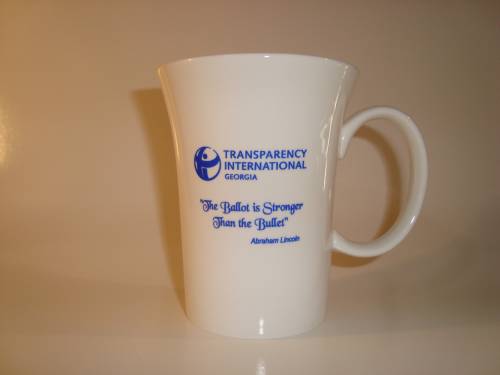 TRANSPARENCY
INTERNATIONAL
GEORGIA
"The Ballot is Stronger
Than the Bullet"
Abraham Lincoln